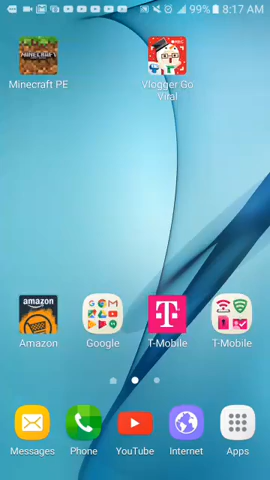 99% 8:17 AM
Minecraft PE
Vlogger Go
Viral
amazon
Amazon
Google
T-Mobile
T-Mobile
Messages
Phone
YouTube
Internet
Apps